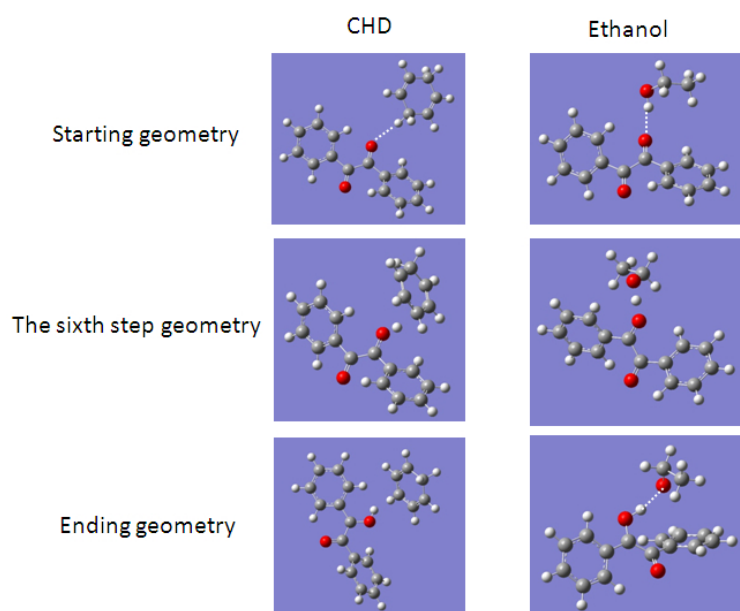 CHD
Ethanol
Starting geometry
The sixth step geometry
Ending geometry